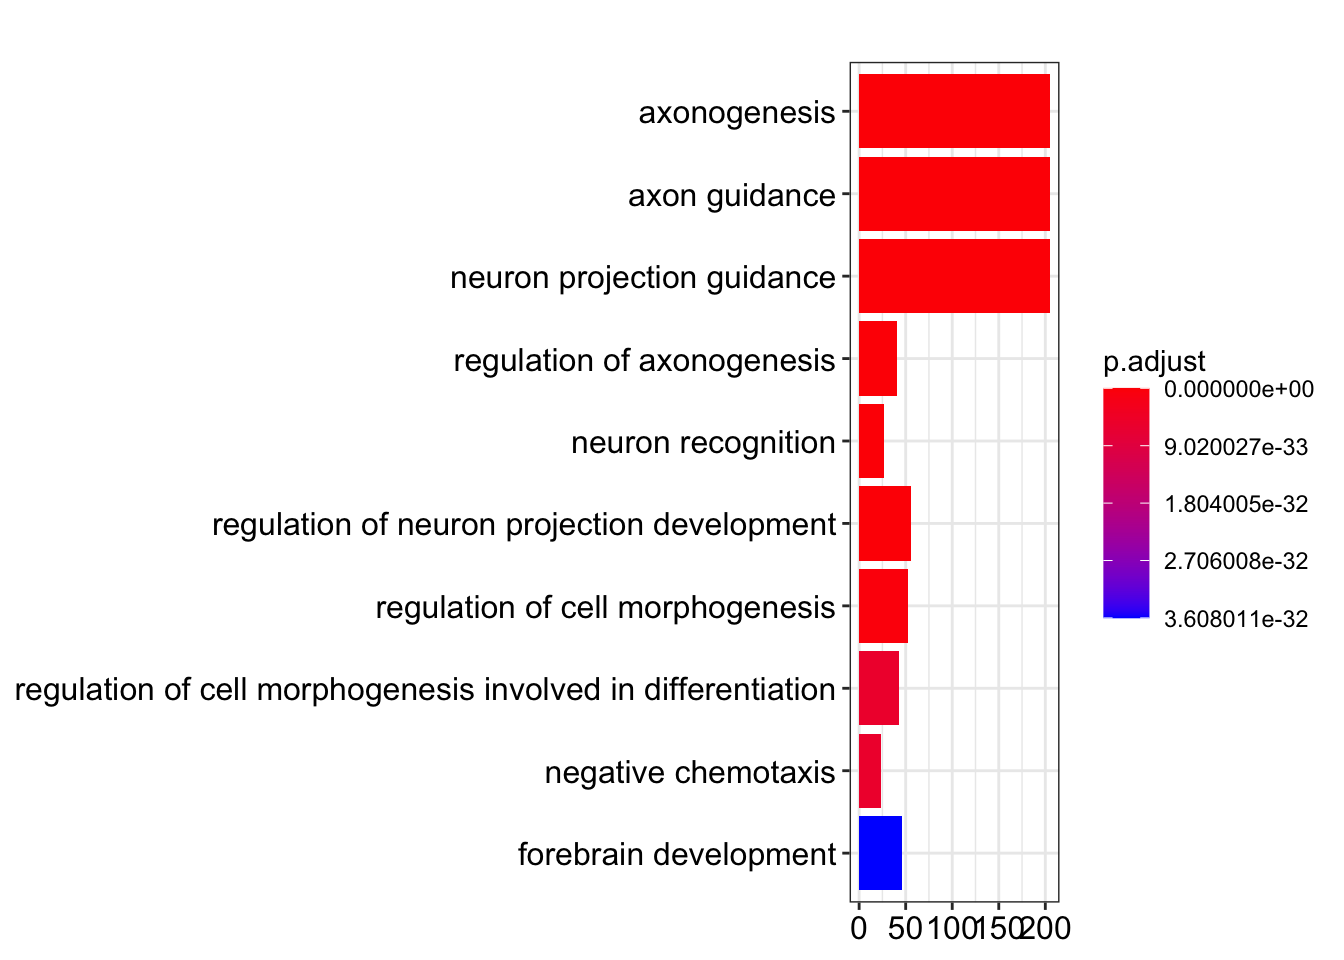 axonogenesis
axon guidance
neuron projection guidance
regulation of axonogenesis
neuron recognition
regulation of neuron projection development
regulation of cell morphogenesis
regulation of cell morphogenesis involved in differentiation
negative chemotaxis
forebrain development
0 50 100 150 200
p.adjust
0.000000e+00
9.020027e-33
1.804005e-32
2.706008e-32
3.608011e-32